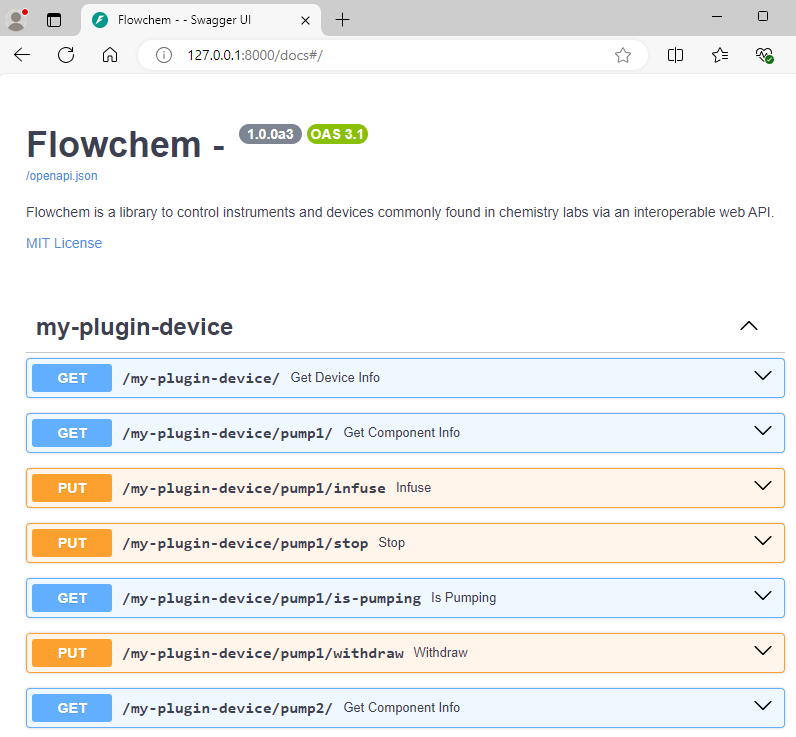 Flowchem - - Swagger UI
127.0.0.1:8000/docs#/
Flowchem - 1.0.0a3 OAS 3.1
/openapi.json
Flowchem is a library to control instruments and devices commonly found in chemistry labs via an interoperable web API.
MIT License
my-plugin-device
GET /my-plugin-device/ Get Device Info
GET /my-plugin-device/pump1/ Get Component Info
PUT /my-plugin-device/pump1/infuse Infuse
PUT /my-plugin-device/pump1/stop Stop
GET /my-plugin-device/pump1/is-pumping Is Pumping
PUT /my-plugin-device/pump1/withdraw Withdraw
GET /my-plugin-device/pump2/ Get Component Info